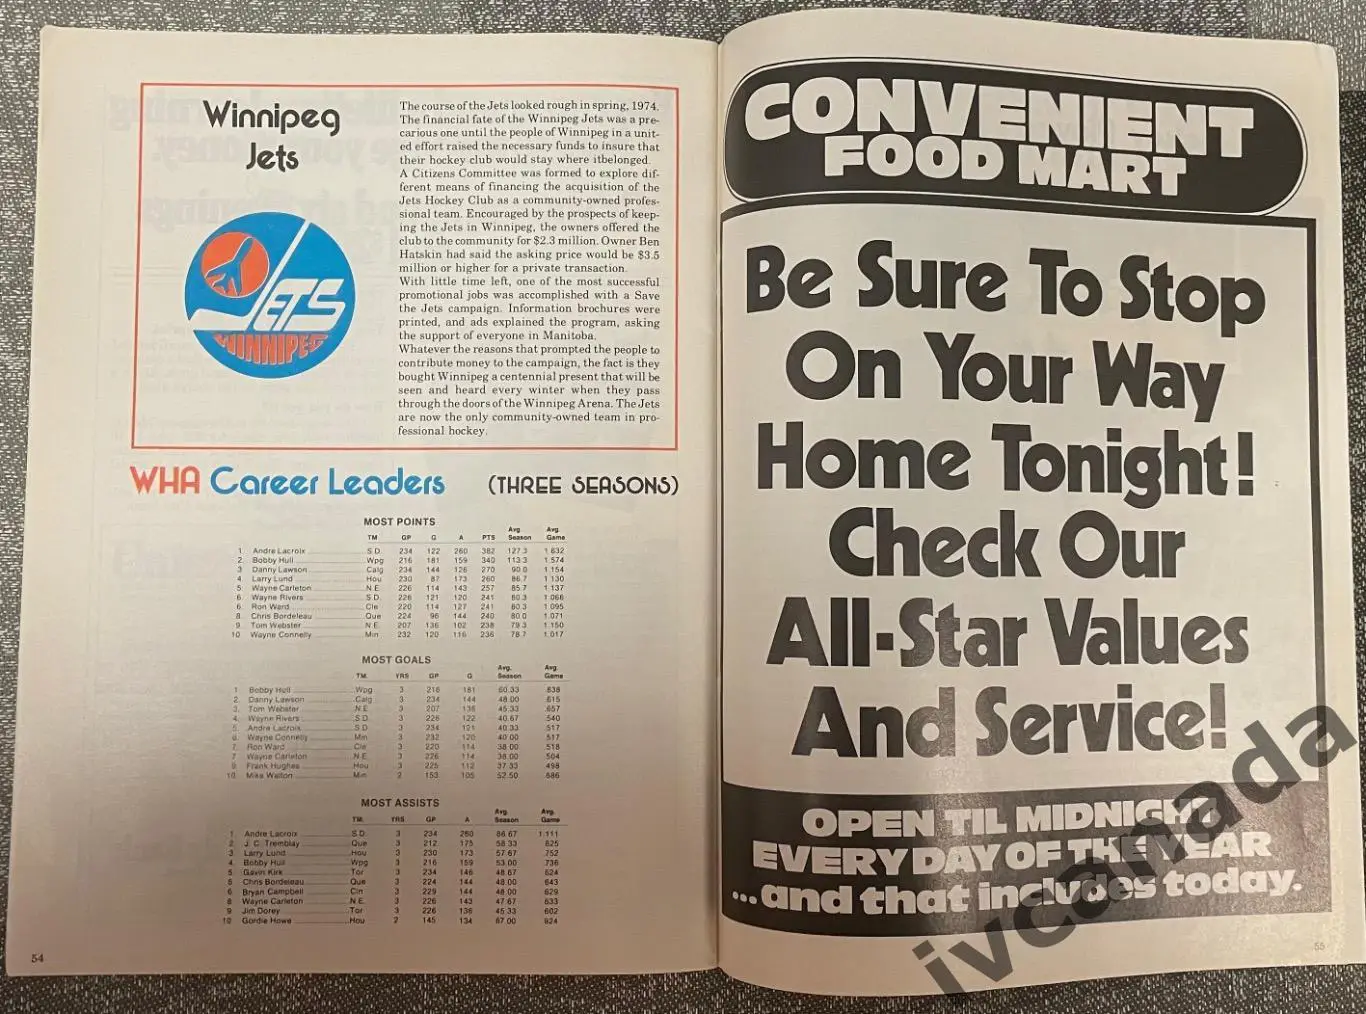 Winnipeg
Jets
JETS
WINNIPEG
The course of the Jets looked rough in spring, 1974.
The financial fate of the Winnipeg Jets was a pre-
carious one until the people of Winnipeg in a unit-
ed effort raised the necessary funds to insure that
their hockey club would stay where itbelonged.
A Citizens Committee was formed to explore dif-
ferent means of financing the acquisition of the
Jets Hockey Club as a community-owned profes-
sional team. Encouraged by the prospects of keep-
ing the Jets in Winnipeg, the owners offered the
club to the community for $2.3 million. Owner Ben
Hatskin had said the asking price would be $3.5
million or higher for a private transaction.
With little time left, one of the most successful
promotional jobs was accomplished with a Save
the Jets campaign. Information brochures were
printed, and ads explained the program, asking
the support of everyone in Manitoba.
Whatever the reasons that prompted the people to
contribute money to the campaign, the fact is they
bought Winnipeg a centennial present that will be
seen and heard every winter when they pass
through the doors of the Winnipeg Arena. The Jets
are now the only community-owned team in pro-
fessional hockey.
WHA Career Leaders (THREE SEASONS)
MOST POINTS
TM GP G A PTS Avg. Season Avg. Game
1 Andre Lacroix S.D. 234 122 260 382 127.3 1.632
2 Bobby Hull Wpg 216 181 159 340 113.3 1.574
3 Danny Lawson Calg 234 144 126 270 90.0 1.154
4 Larry Lund Hou 230 87 173 260 86.7 1.130
5 Wayne Carleton N.E. 226 114 143 257 85.7 1.137
6 Wayne Rivers S.D. 226 121 120 241 80.3 1.066
6 Ron Ward Cle 220 114 127 241 80.3 1.095
8 Chris Bordeleau Que 224 96 144 240 80.0 1.071
9 Tom Webster N.E. 207 136 102 238 79.3 1.150
10 Wayne Connelly Min 232 120 116 236 78.7 1.017
MOST GOALS
TM. YRS GP G Avg. Season Avg. Game
1 Bobby Hull Wpg 3 216 181 60.33 .838
2. Danny Lawson Calg 3 234 144 48.00 .615
3. Tom Webster N.E. 3 207 136 45.33 .657
4. Wayne Rivers S.D. 3 226 122 40.67 .540
5. Andre Lacroix S.D. 3 234 121 40.33 .517
6. Wayne Connelly Min 3 232 120 40.00 .517
7. Ron Ward Cle 3 220 114 38.00 .518
7 Wayne Carleton N.E. 3 226 114 38.00 .504
9 Frank Hughes Hou 3 225 112 37.33 .498
10 Mike Walton Min 2 153 105 52.50 .686
MOST ASSISTS
TM. YRS GP A Avg. Season Avg. Game
1 Andre Lacroix S.D. 3 234 260 86.67 1.111
2 J. C. Tremblay Que 3 212 175 58.33 .825
3 Larry Lund Hou 3 230 173 57.67 .752
4. Bobby Hull Wpg 3 216 159 53.00 .736
5. Gavin Kirk Tor 3 234 146 48.67 .624
6 Chris Bordeleau Que 3 224 144 48.00 .643
6 Bryan Campbell Cin 3 229 144 48.00 .629
8 Wayne Carleton N.E. 3 226 143 47.67 .633
9 Jim Dorey Tor 3 226 136 45.33 .602
10 Gordie Howe Hou 2 145 134 67.00 .924
54
CONVENIENT
FOOD MART
Be Sure To Stop
On Your Way
Home Tonight!
Check Our
All-Star Values
And Service!
OPEN TIL MIDNIGHT
EVERY DAY OF THE YEAR
...and that includes today.
55
ivcanada